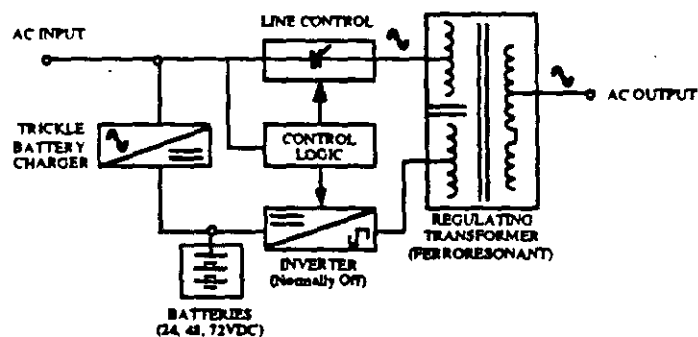 LINE CONTROL
AC INPUT
AC OUTPUT
TRICKLE
BATTERY
CHARGER
CONTROL
LOGIC
REGULATING
TRANSFORMER
(FERRORESONANT)
INVERTER
(Normally Off)
BATTERIES
(24, 48, 72VDC)